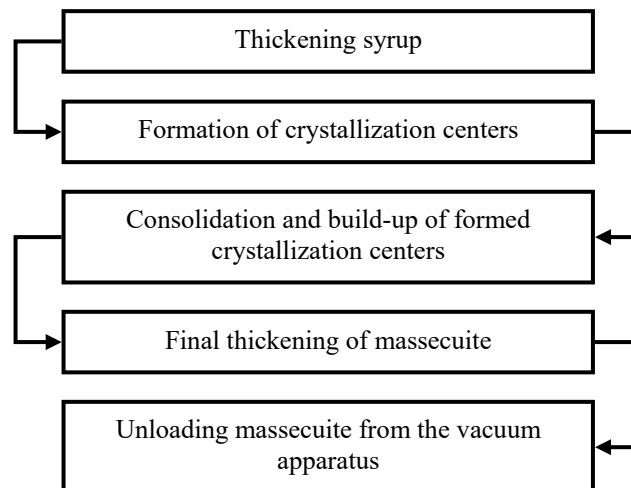 Thickening syrup
Formation of crystallization centers
Consolidation and build-up of formed
crystallization centers
Final thickening of massecuite
Unloading massecuite from the vacuum
apparatus